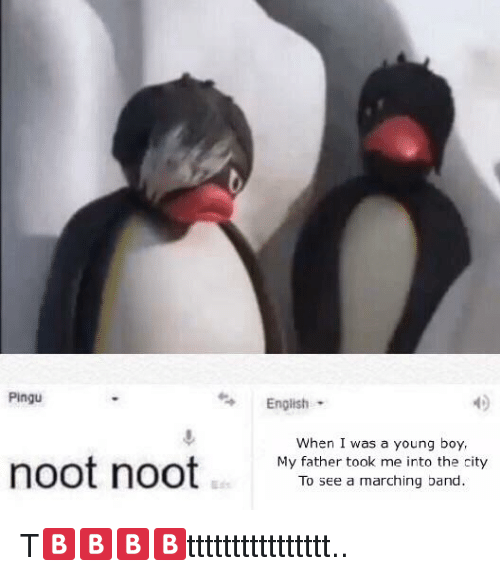 Pingu
English
noot noot
When I was a young boy,
My father took me into the city
To see a marching band.
T🅱🅱🅱🅱tttttttttttttttt..